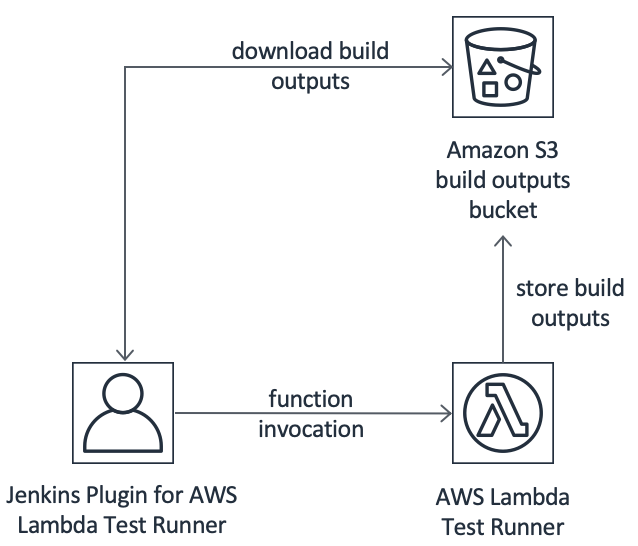 download build
outputs
Amazon S3
build outputs
bucket
store build
outputs
function
invocation
Jenkins Plugin for AWS
Lambda Test Runner
AWS Lambda
Test Runner